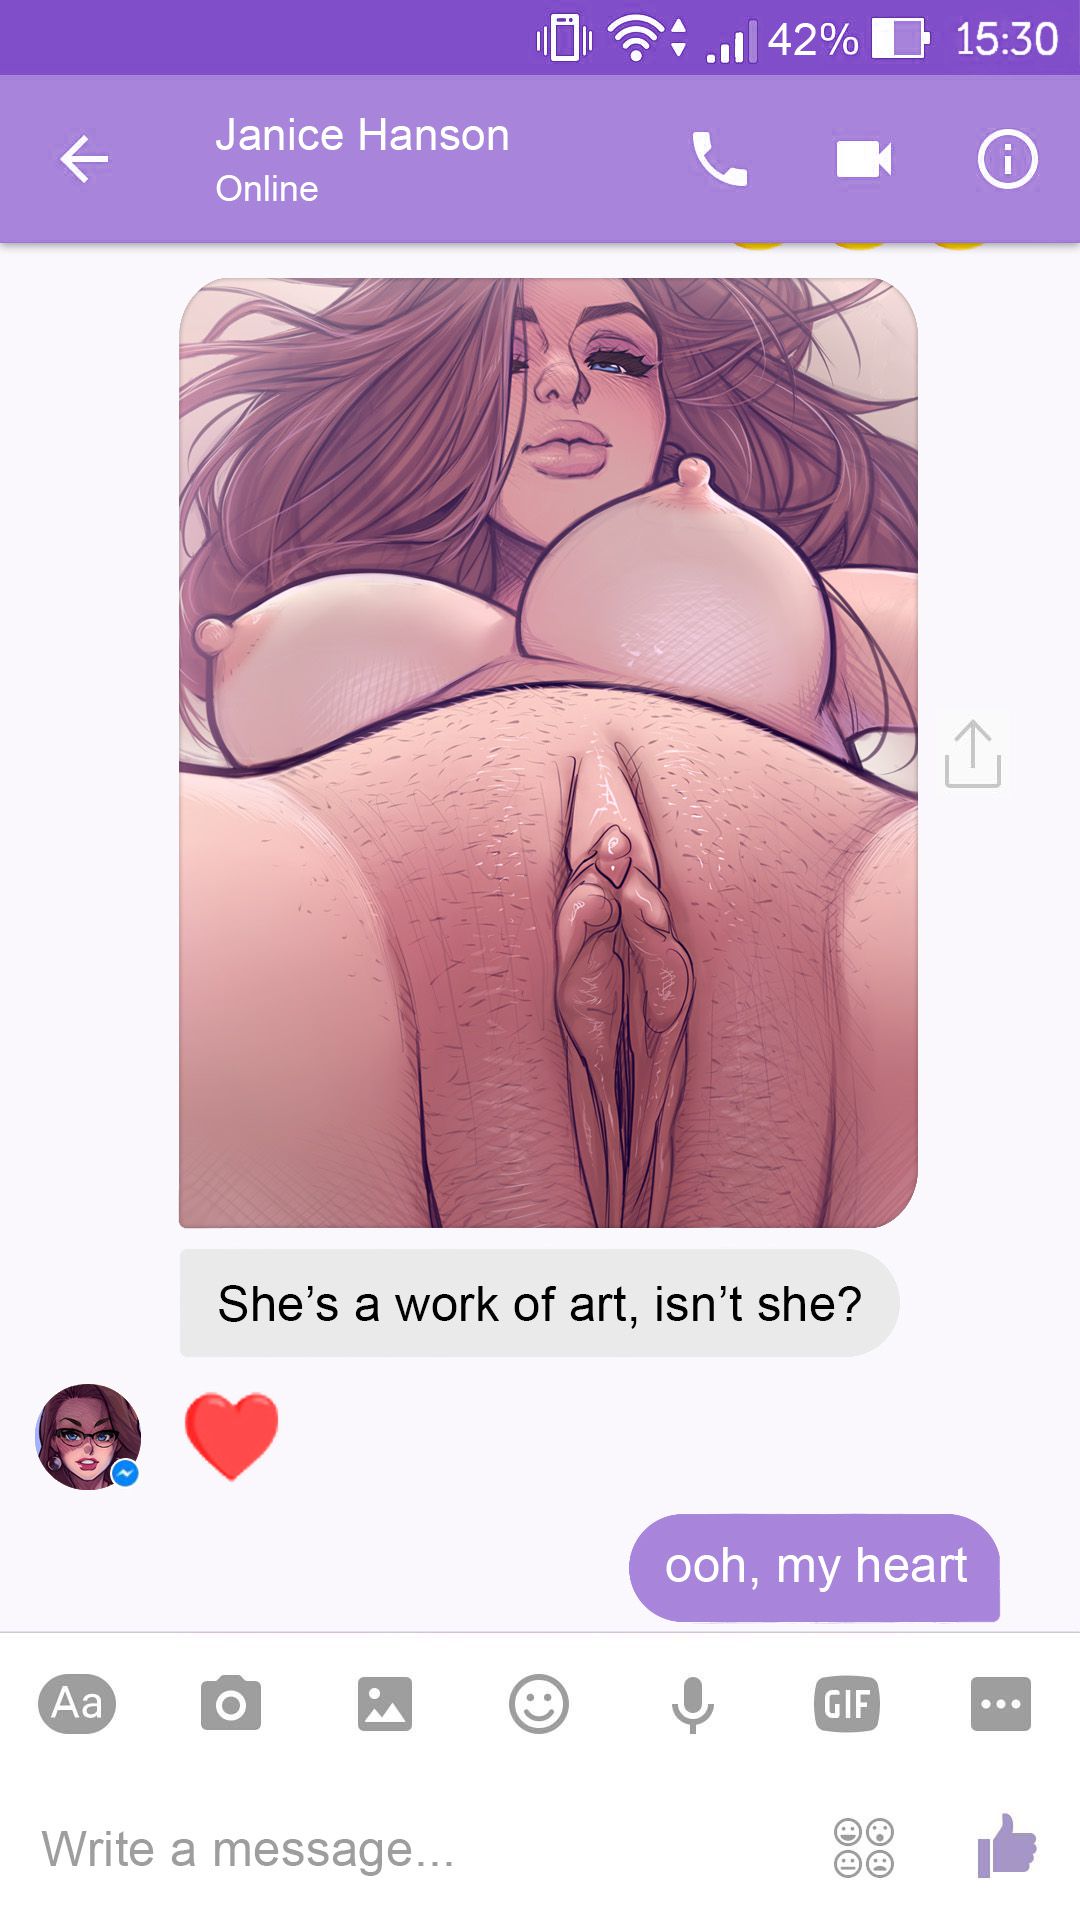 42% 15:30
Janice Hanson
Online
She's a work of art, isn't she?
ooh, my heart
Aa GIF
Write a message...